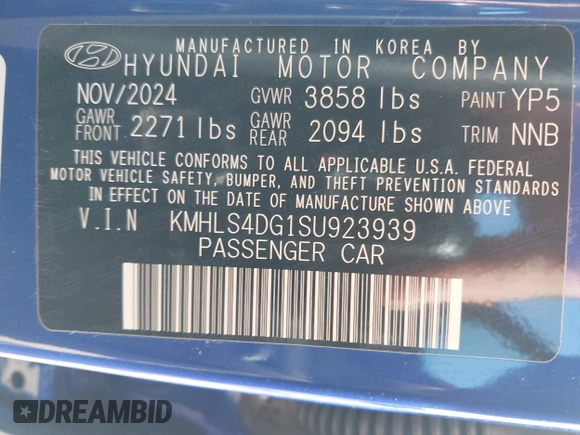 MANUFACTURED IN KOREA BY
HYUNDAI MOTOR COMPANY
NOV/2024 GVWR 3858 lbs PAINT YP5
GAWR FRONT 2271 lbs GAWR REAR 2094 lbs TRIM NNB
THIS VEHICLE CONFORMS TO ALL APPLICABLE U.S.A. FEDERAL
MOTOR VEHICLE SAFETY, BUMPER, AND THEFT PREVENTION STANDARDS
IN EFFECT ON THE DATE OF MANUFACTURE SHOWN ABOVE.
V.I.N KMHLS4DG1SU923939
PASSENGER CAR
DREAMBID